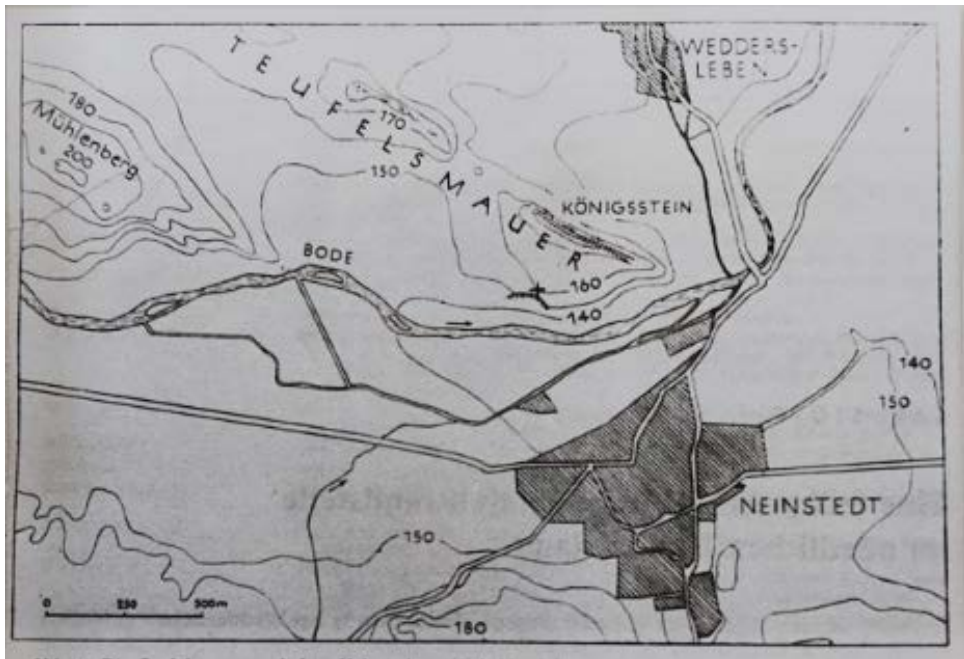 WEDDERS-
LEBEN
TEUFELSMAUER
180
Mühlenberg
200
170
150
KÖNIGSSTEIN
BODE
160
140
140
150
NEINSTEDT
150
0 250 500m
180